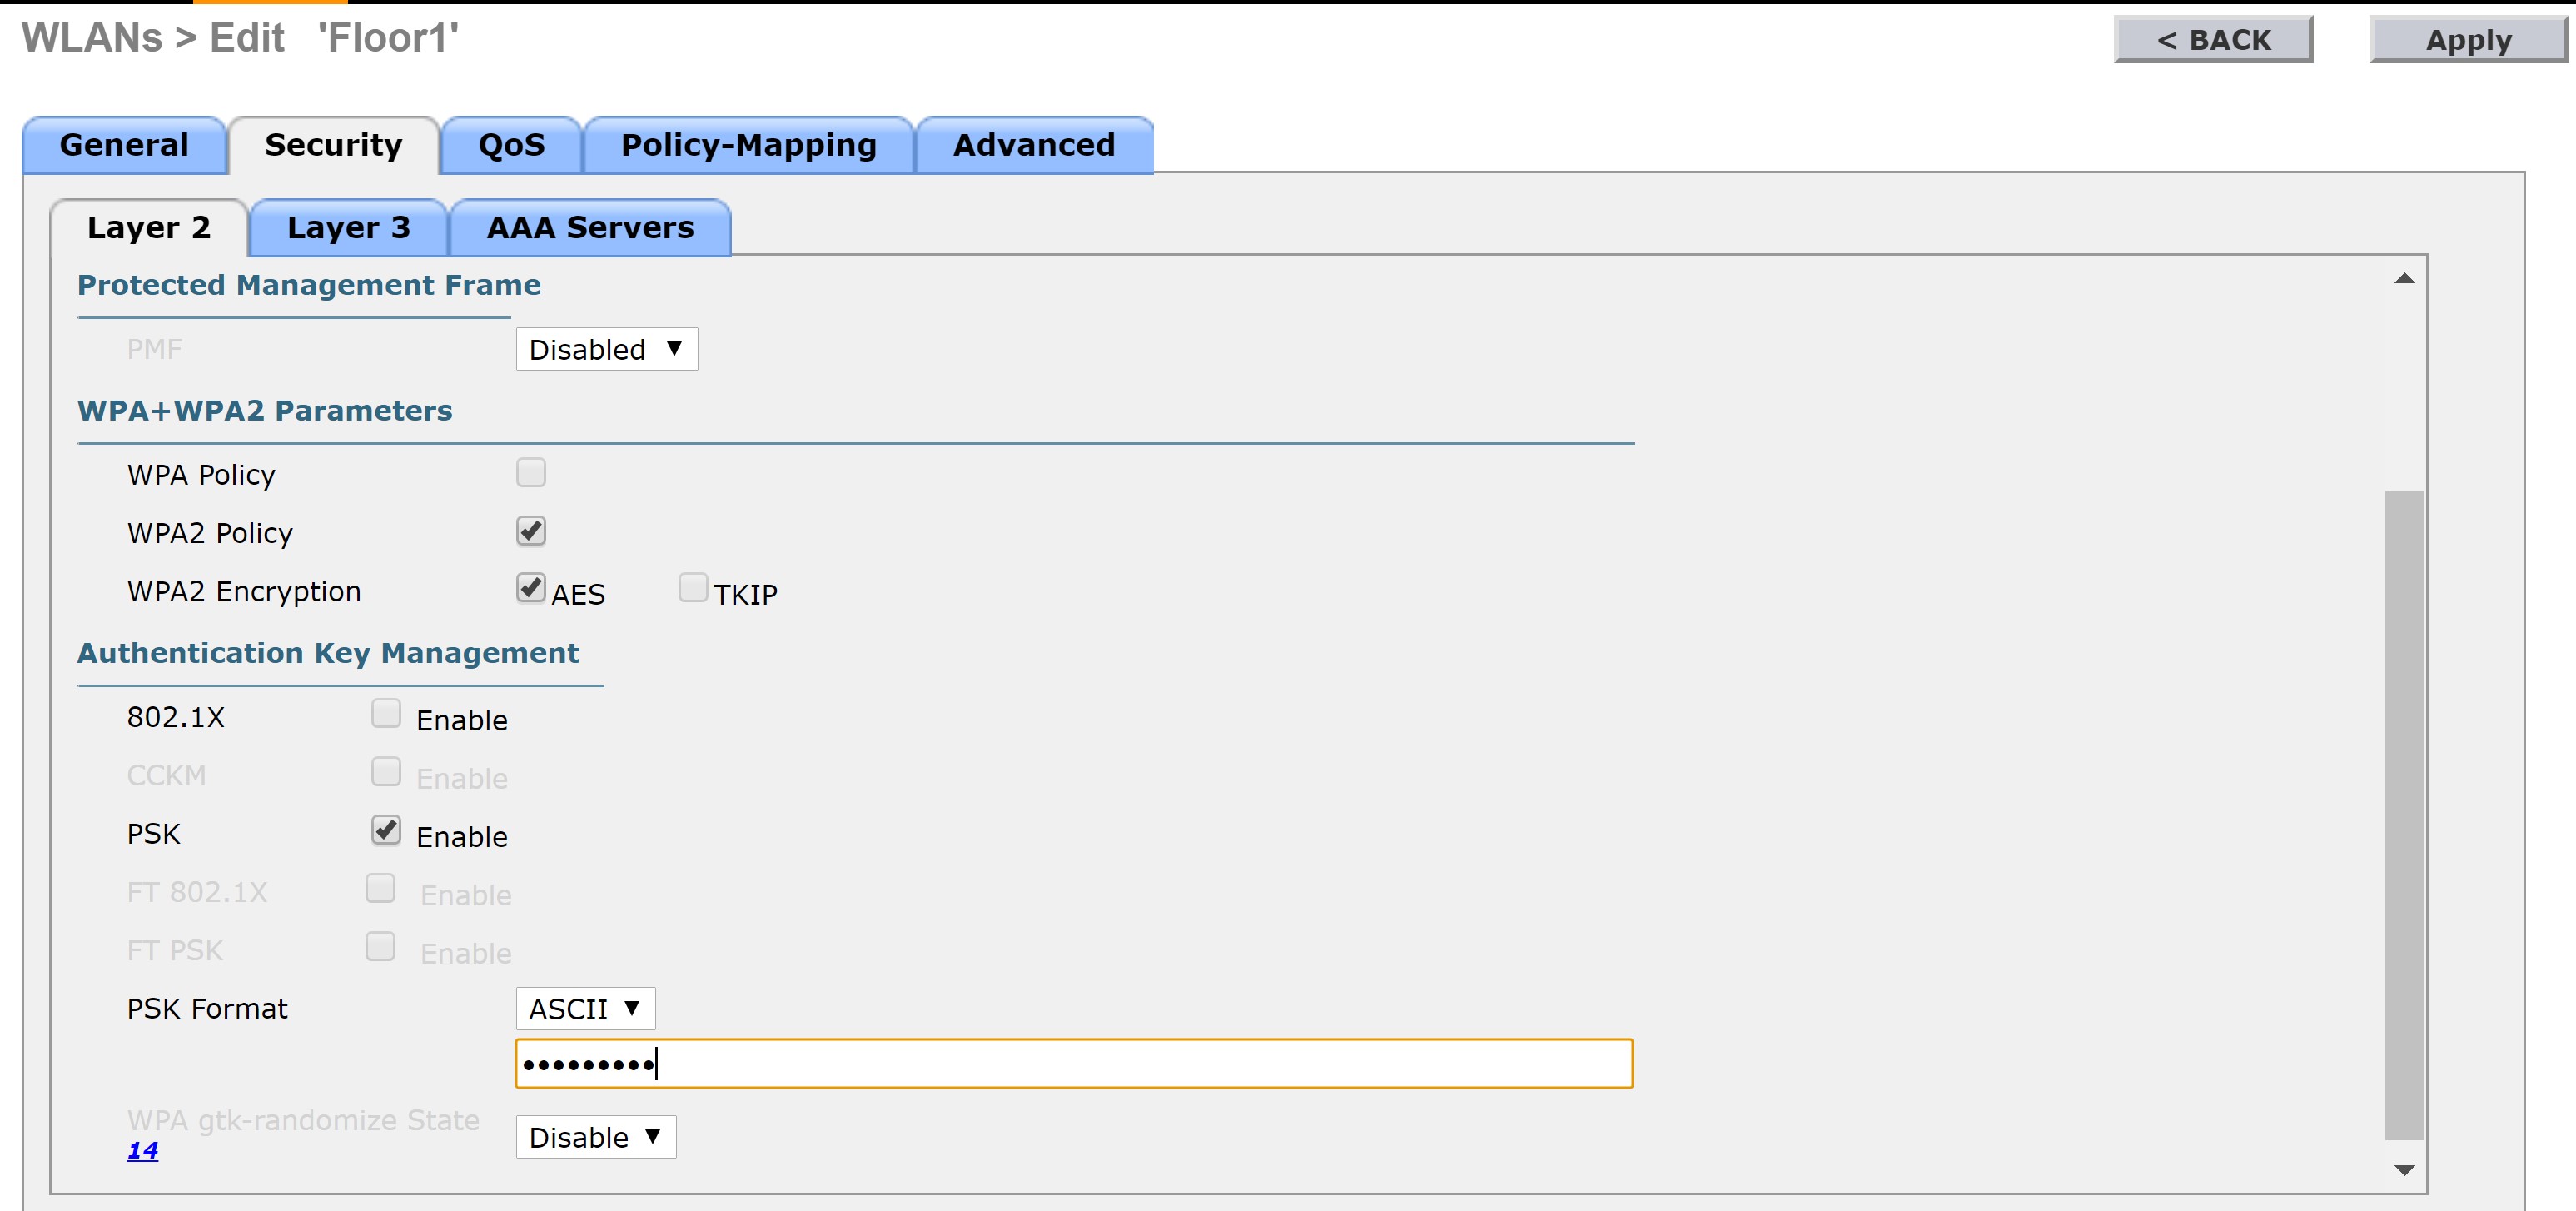 WLANs > Edit 'Floor1'
< BACK
Apply
General
Security
QoS
Policy-Mapping
Advanced
Layer 2
Layer 3
AAA Servers
Protected Management Frame
PMF
Disabled
WPA+WPA2 Parameters
WPA Policy
WPA2 Policy
WPA2 Encryption
AES
TKIP
Authentication Key Management
802.1X
Enable
CCKM
Enable
PSK
Enable
FT 802.1X
Enable
FT PSK
Enable
PSK Format
ASCII
•••••••••
WPA gtk-randomize State
14
Disable